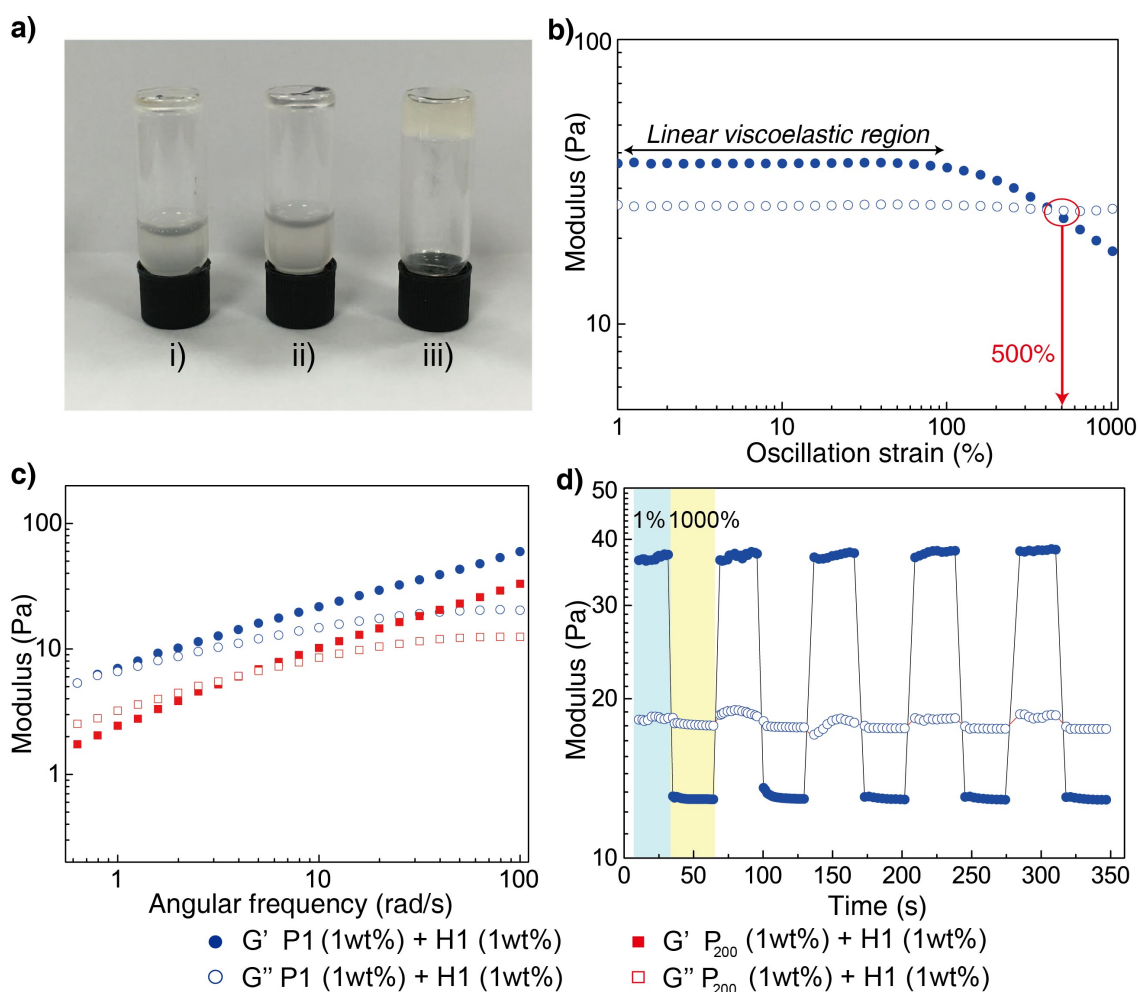 a)
i)
ii)
iii)
b)
100
10
Modulus (Pa)
Linear viscoelastic region
500%
1
10
100
1000
Oscillation strain (%)
c)
100
10
1
Modulus (Pa)
1
10
100
Angular frequency (rad/s)
d)
50
40
30
20
10
Modulus (Pa)
1%
1000%
0
50
100
150
200
250
300
350
Time (s)
G' P1 (1wt%) + H1 (1wt%)
G'' P1 (1wt%) + H1 (1wt%)
G' P200 (1wt%) + H1 (1wt%)
G'' P200 (1wt%) + H1 (1wt%)